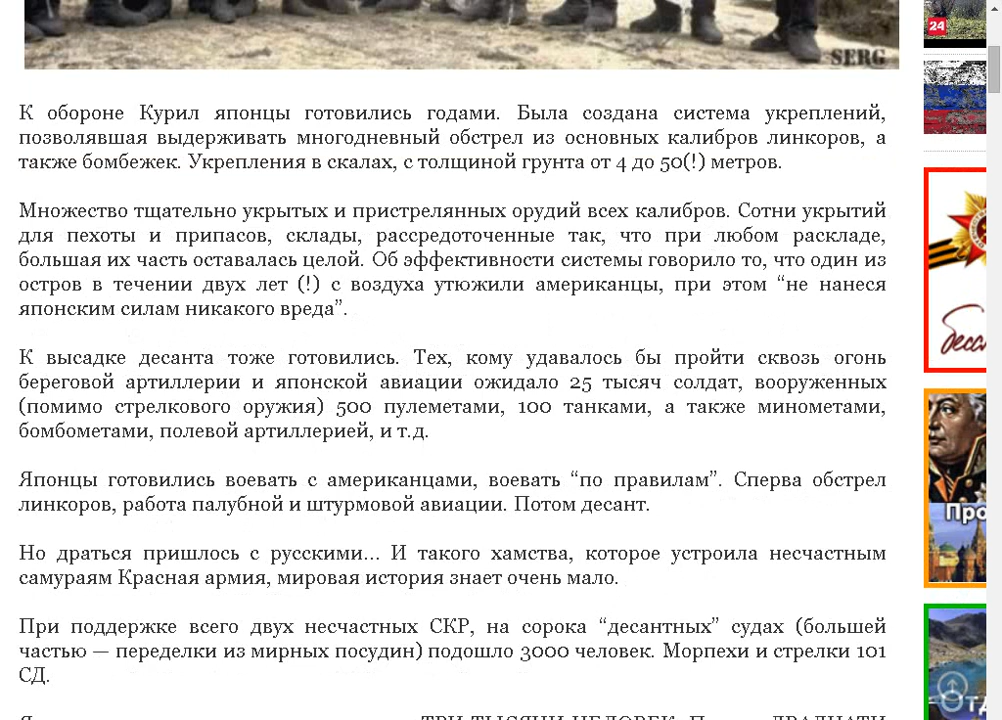 SERG
24
К обороне Курил японцы готовились годами. Была создана система укреплений,
позволявшая выдерживать многодневный обстрел из основных калибров линкоров, а
также бомбежек. Укрепления в скалах, с толщиной грунта от 4 до 50(!) метров.
Множество тщательно укрытых и пристрелянных орудий всех калибров. Сотни укрытий
для пехоты и припасов, склады, рассредоточенные так, что при любом раскладе,
большая их часть оставалась целой. Об эффективности системы говорило то, что один из
остров в течении двух лет (!) с воздуха утюжили американцы, при этом “не нанеся
японским силам никакого вреда”.
К высадке десанта тоже готовились. Тех, кому удавалось бы пройти сквозь огонь
береговой артиллерии и японской авиации ожидало 25 тысяч солдат, вооруженных
(помимо стрелкового оружия) 500 пулеметами, 100 танками, а также минометами,
бомбометами, полевой артиллерией, и т.д.
Японцы готовились воевать с американцами, воевать “по правилам”. Сперва обстрел
линкоров, работа палубной и штурмовой авиации. Потом десант.
Но драться пришлось с русскими... И такого хамства, которое устроила несчастным
самураям Красная армия, мировая история знает очень мало.
При поддержке всего двух несчастных СКР, на сорока “десантных” судах (большей
частью — переделки из мирных посудин) подошло 3000 человек. Морпехи и стрелки 101
СД.
ТРИ ТЫСЯЧИ ЧЕЛОВЕК. ДВАДЦАТИ
бесс
Про
ОТД